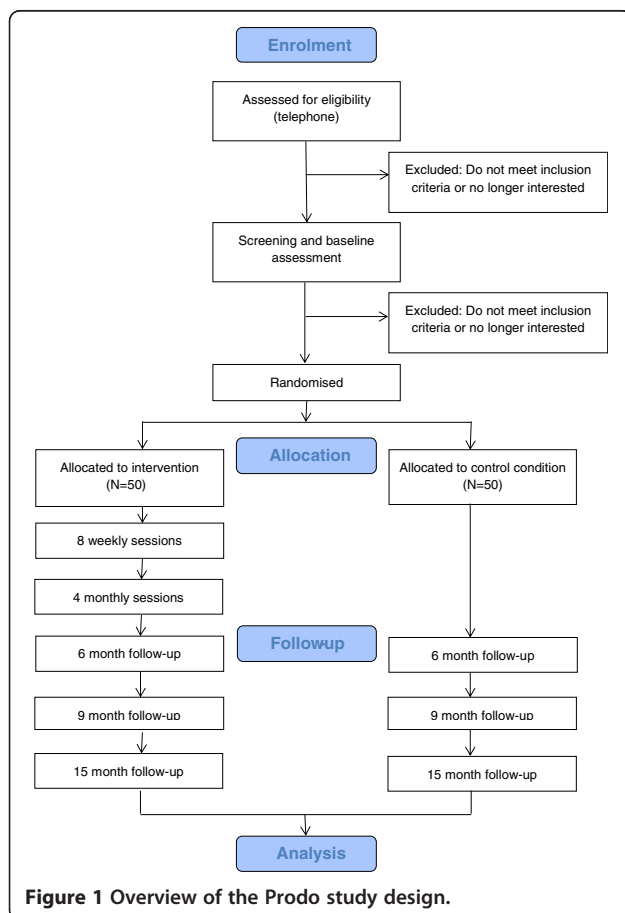 Enrolment
Assessed for eligibility
(telephone)
Excluded: Do not meet inclusion
criteria or no longer interested
Screening and baseline
assessment
Excluded: Do not meet inclusion
criteria or no longer interested
Randomised
Allocation
Allocated to intervention
(N=50)
Allocated to control condition
(N=50)
8 weekly sessions
4 monthly sessions
Follow-up
6 month follow-up
6 month follow-up
9 month follow-up
9 month follow-up
15 month follow-up
15 month follow-up
Analysis
Figure 1 Overview of the Prodo study design.